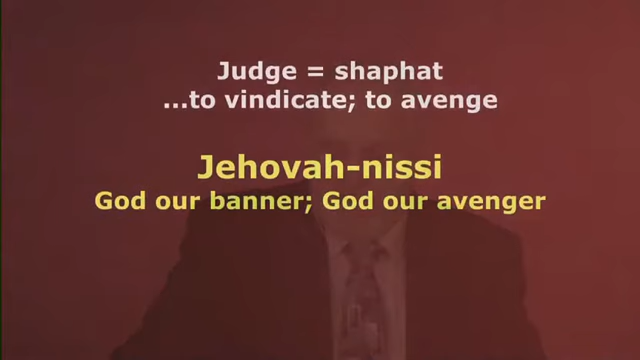 Judge = shaphat
...to vindicate; to avenge
Jehovah-nissi
God our banner; God our avenger